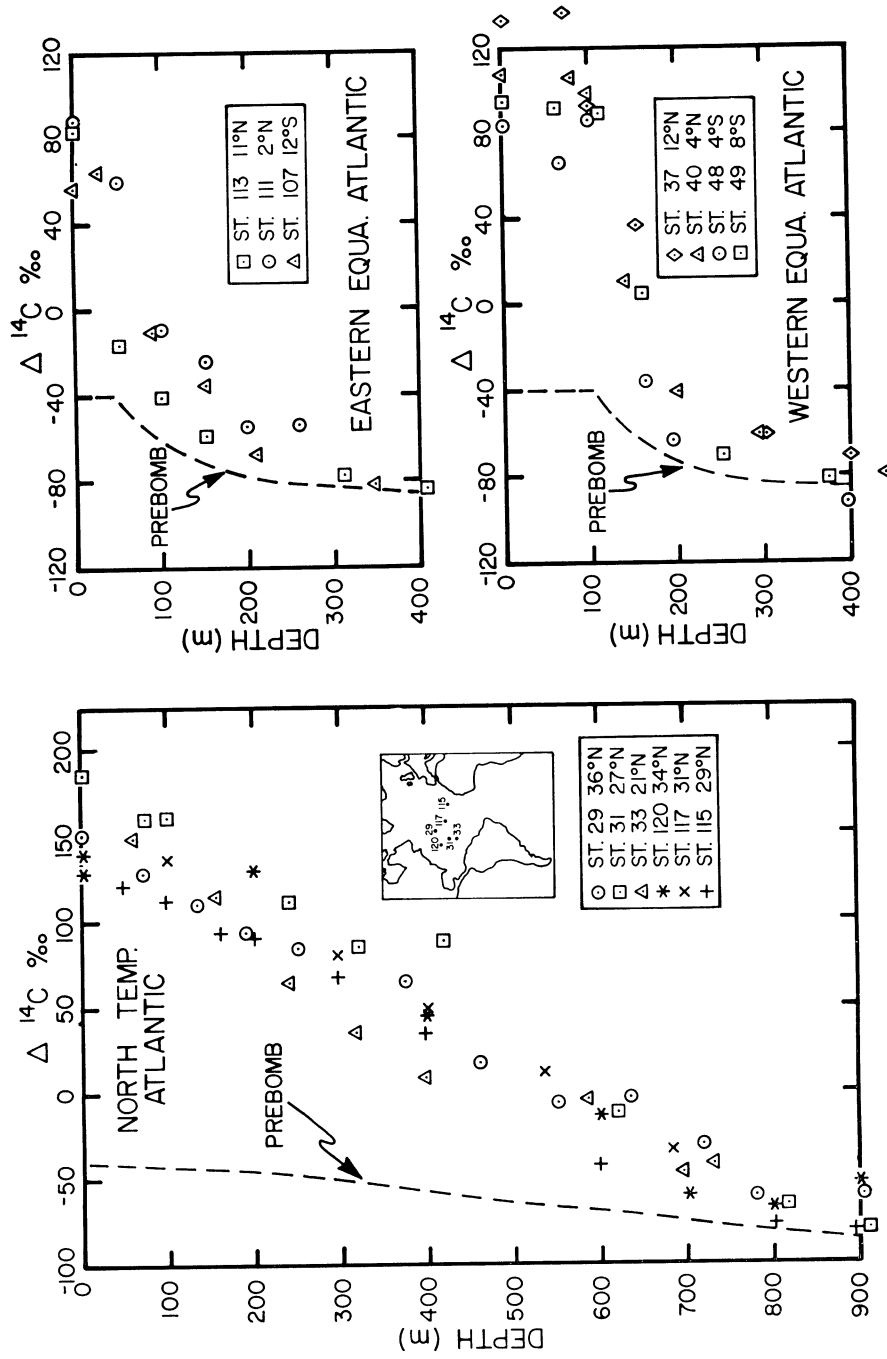 Δ ¹⁴C ‰
-100 -50 0 50 100 150 200
NORTH TEMP.
ATLANTIC
PREBOMB
DEPTH (m)
0
100
200
300
400
500
600
700
800
900
120 29
117 115
31 33
⊙ ST. 29 36°N
⊡ ST. 31 27°N
△ ST. 33 21°N
* ST. 120 34°N
× ST. 117 31°N
+ ST. 115 29°N
Δ ¹⁴C ‰
-120 -80 -40 0 40 80 120
PREBOMB
DEPTH (m)
0
100
200
300
400
⊡ ST. 113 11°N
⊙ ST. 111 2°N
△ ST. 107 12°S
EASTERN EQUA. ATLANTIC
Δ ¹⁴C ‰
-120 -80 -40 0 40 80 120
PREBOMB
DEPTH (m)
0
100
200
300
400
◇ ST. 37 12°N
△ ST. 40 4°N
⊙ ST. 48 4°S
⊡ ST. 49 8°S
WESTERN EQUA. ATLANTIC